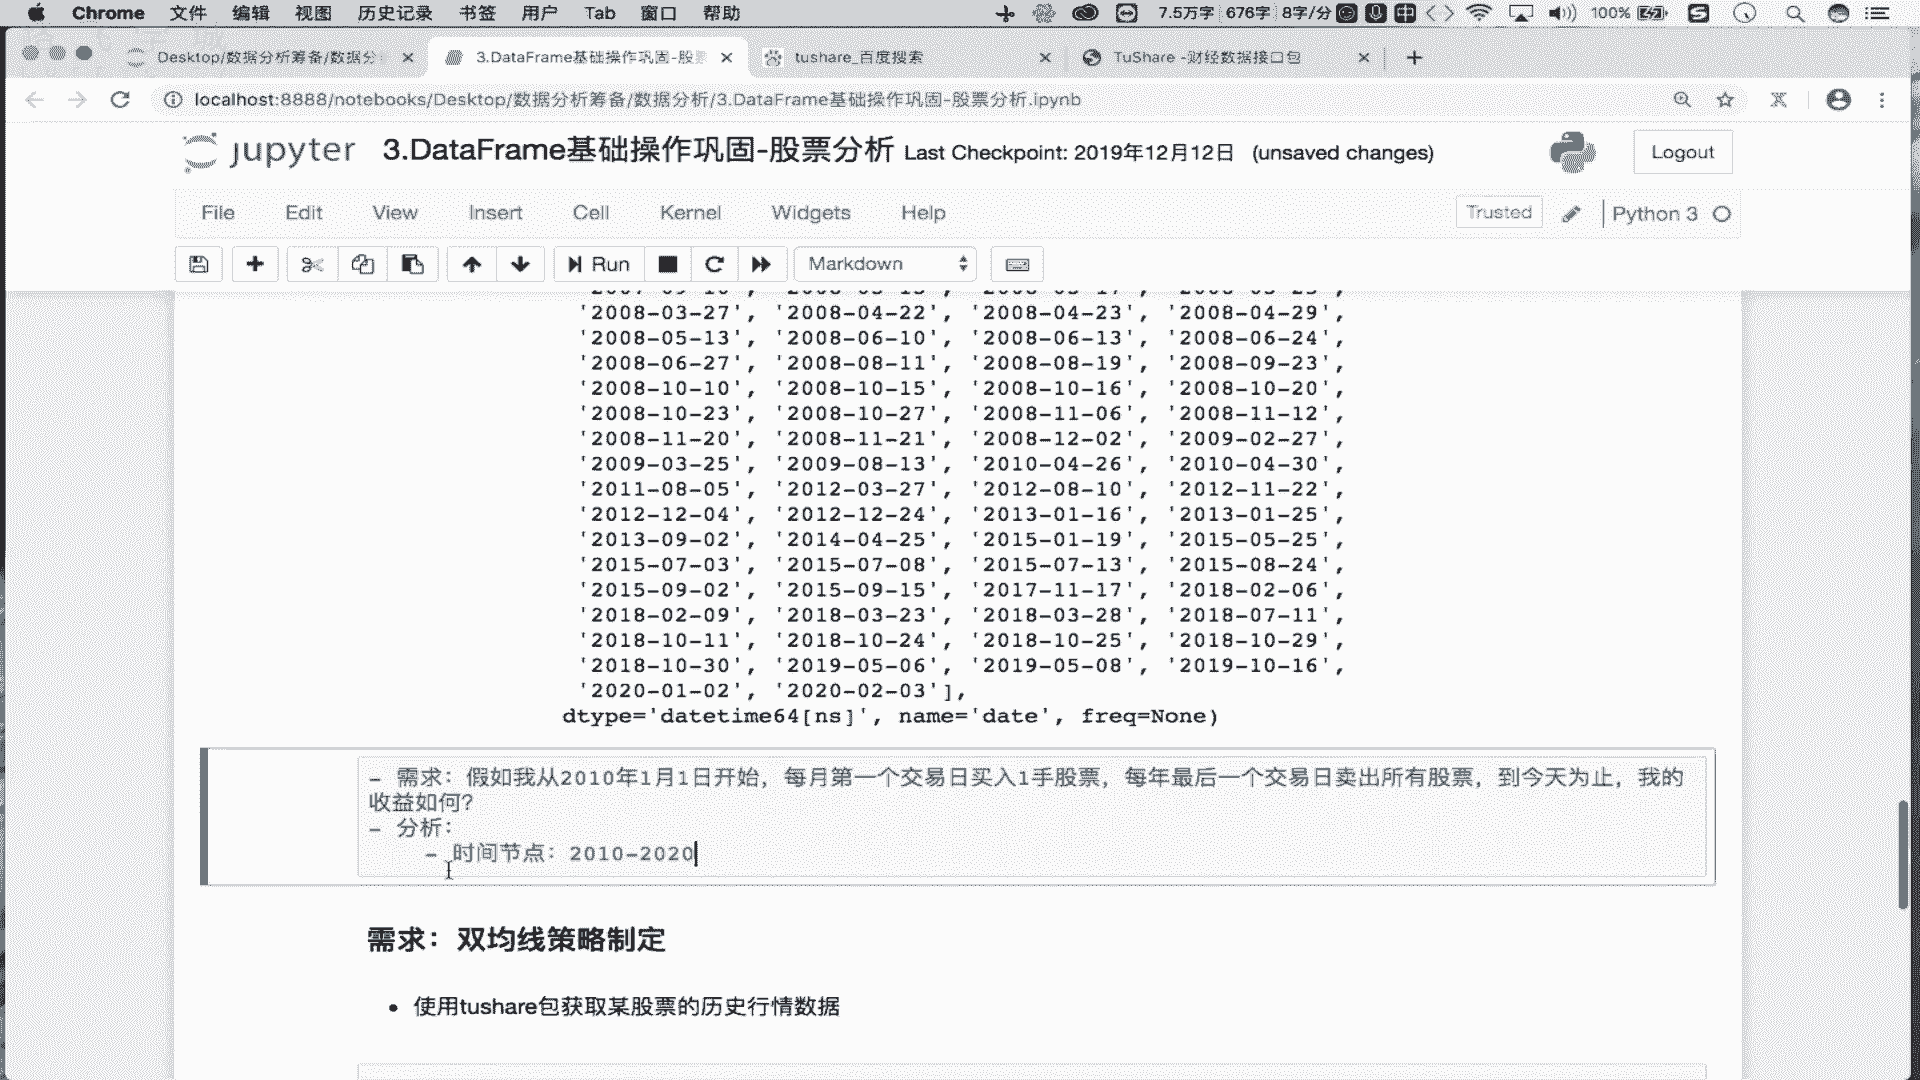 Chrome 文件 编辑 视图 历史记录 书签 用户 Tab 窗口 帮助 7.5万字 676字 8字/分 中 100%
Desktop/数据分析筹备/数据分 3.DataFrame基础操作巩固-股 tushare_百度搜索 TuShare -财经数据接口包
localhost:8888/notebooks/Desktop/数据分析筹备/数据分析/3.DataFrame基础操作巩固-股票分析.ipynb
jupyter 3.DataFrame基础操作巩固-股票分析 Last Checkpoint: 2019年12月12日 (unsaved changes) Logout
File Edit View Insert Cell Kernel Widgets Help Trusted Python 3
Run Markdown
'2008-03-27', '2008-04-22', '2008-04-23', '2008-04-29',
'2008-05-13', '2008-06-10', '2008-06-13', '2008-06-24',
'2008-06-27', '2008-08-11', '2008-08-19', '2008-09-23',
'2008-10-10', '2008-10-15', '2008-10-16', '2008-10-20',
'2008-10-23', '2008-10-27', '2008-11-06', '2008-11-12',
'2008-11-20', '2008-11-21', '2008-12-02', '2009-02-27',
'2009-03-25', '2009-08-13', '2010-04-26', '2010-04-30',
'2011-08-05', '2012-03-27', '2012-08-10', '2012-11-22',
'2012-12-04', '2012-12-24', '2013-01-16', '2013-01-25',
'2013-09-02', '2014-04-25', '2015-01-19', '2015-05-25',
'2015-07-03', '2015-07-08', '2015-07-13', '2015-08-24',
'2015-09-02', '2015-09-15', '2017-11-17', '2018-02-06',
'2018-02-09', '2018-03-23', '2018-03-28', '2018-07-11',
'2018-10-11', '2018-10-24', '2018-10-25', '2018-10-29',
'2018-10-30', '2019-05-06', '2019-05-08', '2019-10-16',
'2020-01-02', '2020-02-03'],
dtype='datetime64[ns]', name='date', freq=None)
- 需求：假如我从2010年1月1日开始，每月第一个交易日买入1手股票，每年最后一个交易日卖出所有股票，到今天为止，我的
收益如何？
- 分析：
- 时间节点：2010-2020
需求：双均线策略制定
• 使用tushare包获取某股票的历史行情数据